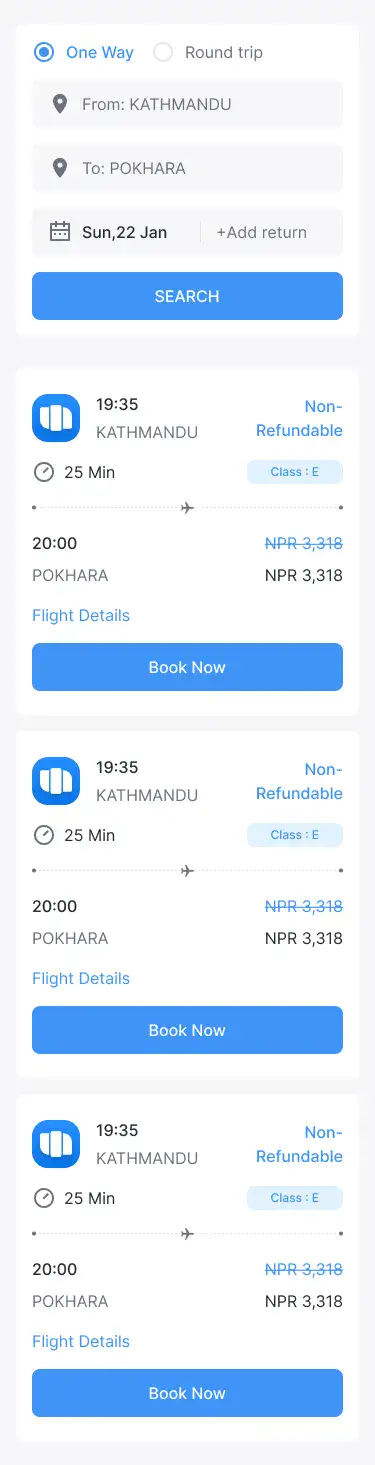 One Way Round trip
From: KATHMANDU
To: POKHARA
Sun,22 Jan +Add return
SEARCH
19:35
KATHMANDU
Non-
Refundable
25 Min
Class : E
20:00
POKHARA
NPR 3,318
NPR 3,318
Flight Details
Book Now
19:35
KATHMANDU
Non-
Refundable
25 Min
Class : E
20:00
POKHARA
NPR 3,318
NPR 3,318
Flight Details
Book Now
19:35
KATHMANDU
Non-
Refundable
25 Min
Class : E
20:00
POKHARA
NPR 3,318
NPR 3,318
Flight Details
Book Now